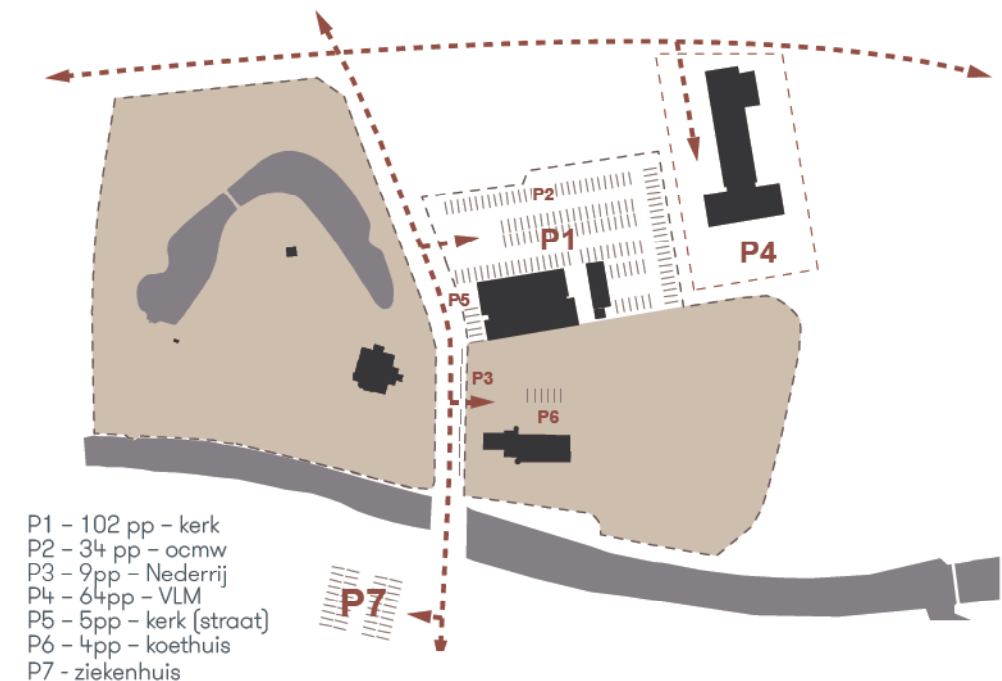 P2
P1
P4
P5
P3
P6
P7
P1 – 102 pp – kerk
P2 – 34 pp – ocmw
P3 – 9pp – Nederrij
P4 – 64pp – VLM
P5 – 5pp – kerk (straat)
P6 – 4pp – koethuis
P7 - ziekenhuis